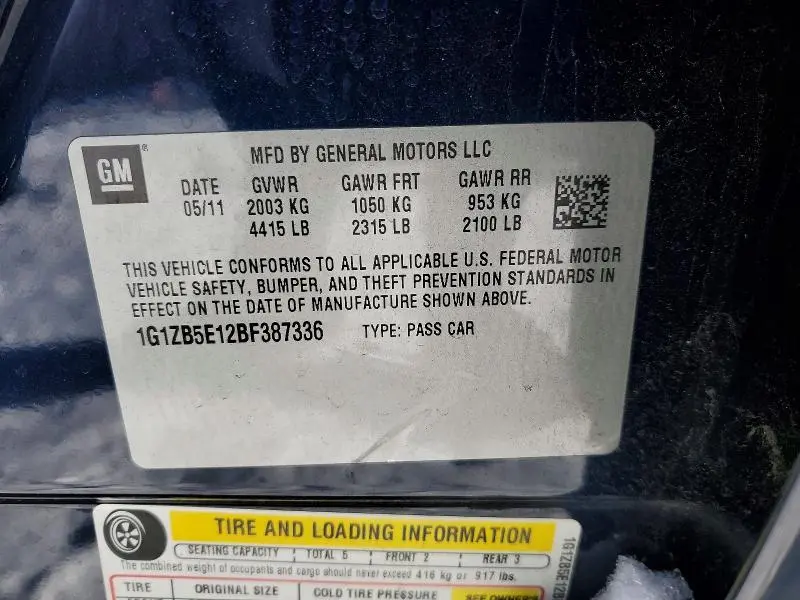 GM
®
MFD BY GENERAL MOTORS LLC
DATE GVWR GAWR FRT GAWR RR
05/11 2003 KG 1050 KG 953 KG
4415 LB 2315 LB 2100 LB
THIS VEHICLE CONFORMS TO ALL APPLICABLE U.S. FEDERAL MOTOR
VEHICLE SAFETY, BUMPER, AND THEFT PREVENTION STANDARDS IN
EFFECT ON THE DATE OF MANUFACTURE SHOWN ABOVE.
1G1ZB5E12BF387336 TYPE: PASS CAR
TIRE AND LOADING INFORMATION
SEATING CAPACITY TOTAL 5 FRONT 2 REAR 3
The combined weight of occupants and cargo should never exceed 416 kg or 917 lbs.
TIRE ORIGINAL SIZE COLD TIRE PRESSURE SEE OWNER'S
1G1ZB5E12B